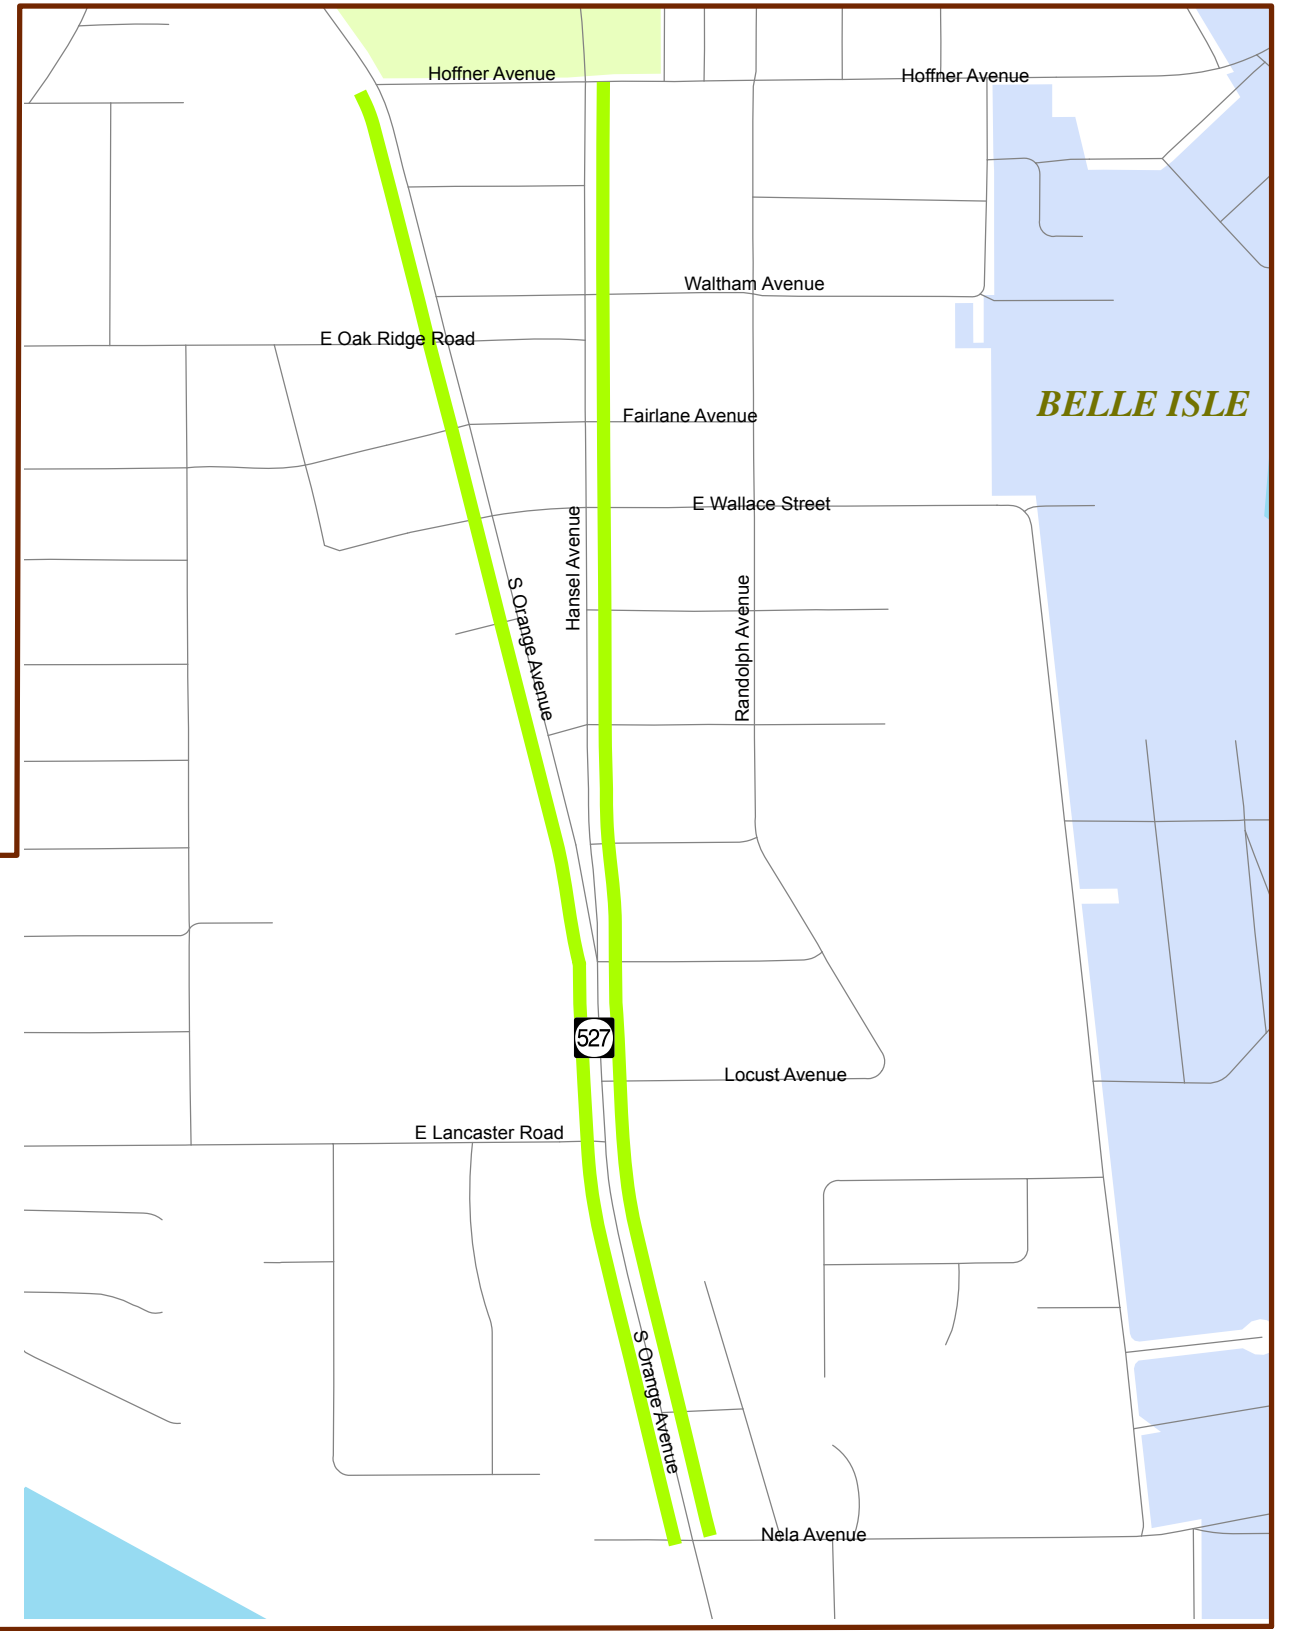 Hoffner Avenue
Hoffner Avenue
Waltham Avenue
E Oak Ridge Road
BELLE ISLE
Fairlane Avenue
E Wallace Street
Hansel Avenue
S Orange Avenue
Randolph Avenue
527
Locust Avenue
E Lancaster Road
S Orange Avenue
Nela Avenue